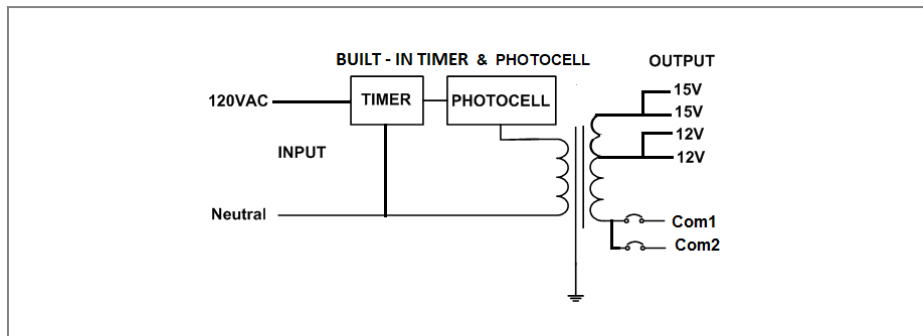 BUILT - IN TIMER & PHOTOCELL
OUTPUT
120VAC
TIMER
PHOTOCELL
15V
15V
12V
12V
INPUT
Neutral
Com1
Com2